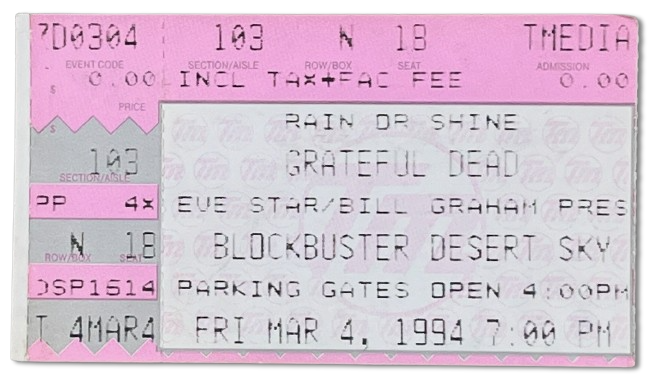 ?D0304 103 N 18 TMEDIA
EVENT CODE SECTION/AISLE ROW/BOX SEAT ADMISSION
$ 0.00 INCL TAX+FAC FEE 0.00
PRICE
$
RAIN OR SHINE
103 GRATEFUL DEAD
SECTION/AISLE
PP 4X EVE STAR/BILL GRAHAM PRES
N 18 BLOCKBUSTER DESERT SKY
ROW/BOX SEAT
OSP1614 PARKING GATES OPEN 4:00PM
T 4MAR4 FRI MAR 4, 1994 7:00 PM